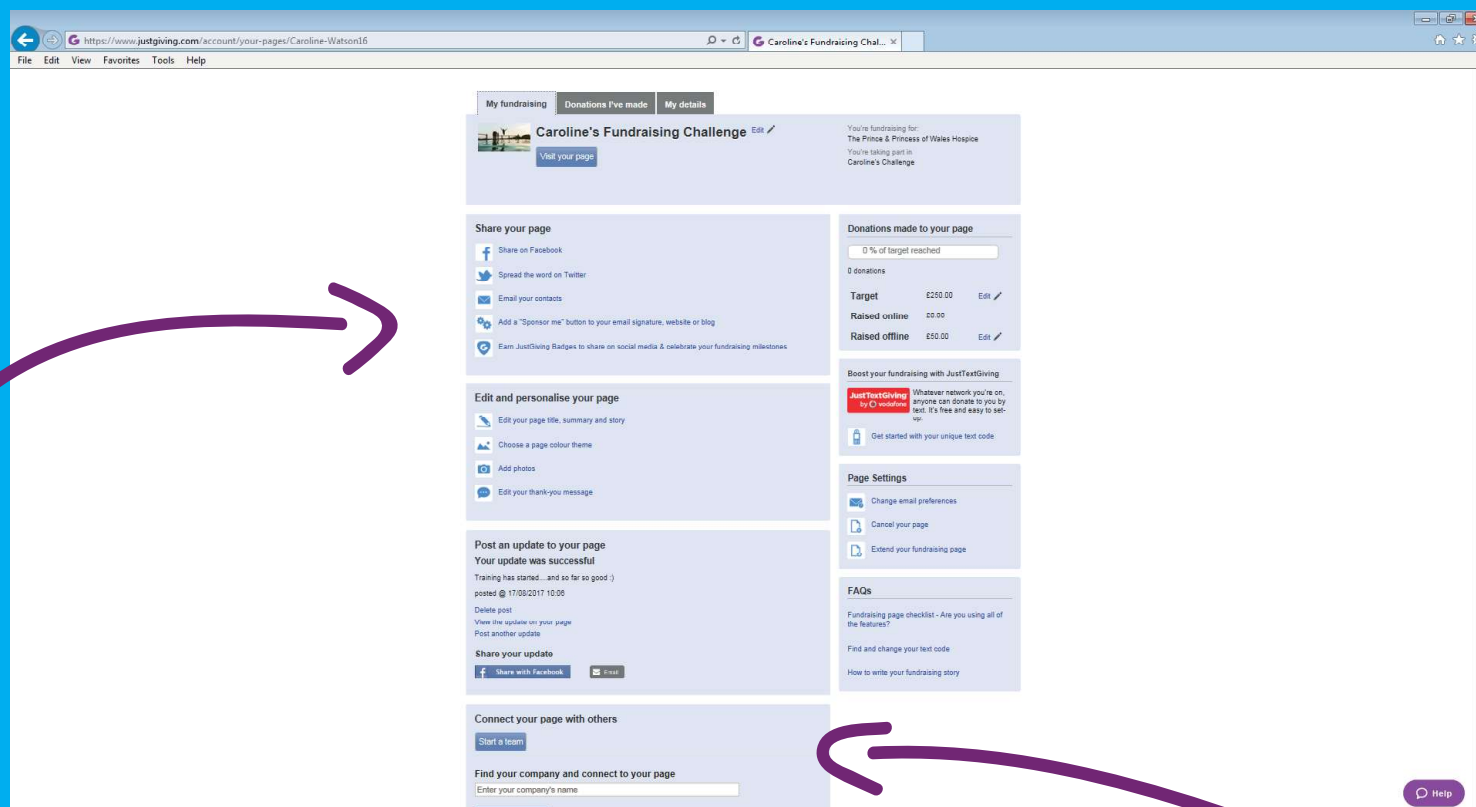 https://www.justgiving.com/account/your-pages/Caroline-Watson16
Caroline's Fundraising Chal...
File Edit View Favorites Tools Help
My fundraising
Donations I've made
My details
Caroline's Fundraising Challenge Edit
Visit your page
You're fundraising for:
The Prince & Princess of Wales Hospice
You're taking part in
Caroline's Challenge
Share your page
Share on Facebook
Spread the word on Twitter
Email your contacts
Add a "Sponsor me" button to your email signature, website or blog
Earn JustGiving Badges to share on social media & celebrate your fundraising milestones
Edit and personalise your page
Edit your page title, summary and story
Choose a page colour theme
Add photos
Edit your thank-you message
Post an update to your page
Your update was successful
Training has started....and so far so good :)
posted @ 17/08/2017 10:06
Delete post
View the update on your page
Post another update
Share your update
Share with Facebook
Email
Connect your page with others
Start a team
Find your company and connect to your page
Enter your company's name
Donations made to your page
0 % of target reached
0 donations
Target £250.00 Edit
Raised online £0.00
Raised offline £50.00 Edit
Boost your fundraising with JustTextGiving
JustTextGiving
by vodafone
Whatever network you're on,
anyone can donate to you by
text. It's free and easy to set-
up.
Get started with your unique text code
Page Settings
Change email preferences
Cancel your page
Extend your fundraising page
FAQs
Fundraising page checklist - Are you using all of
the features?
Find and change your text code
How to write your fundraising story
Help